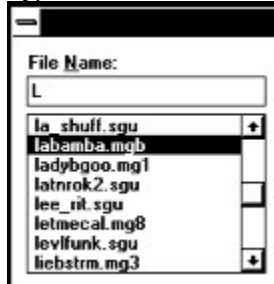 File Name:
L
la_shuff.sgu
labamba.mgb
ladybgoo.mg1
latnrok2.sgu
lee_rit.sgu
letmecal.mg8
levlfunk.sgu
liebstrm.mg3